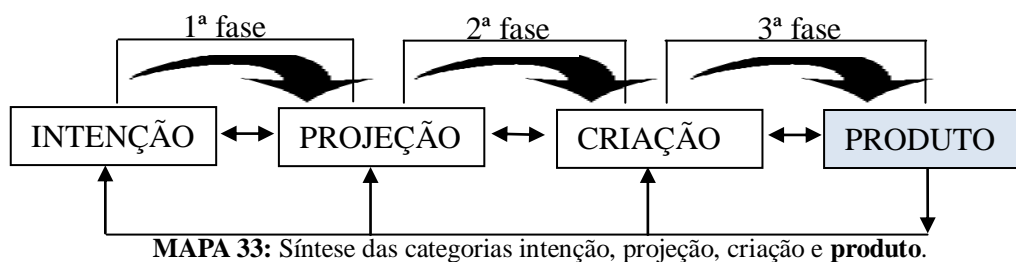 1ª fase 2ª fase 3ª fase
INTENÇÃO PROJEÇÃO CRIAÇÃO PRODUTO
MAPA 33: Síntese das categorias intenção, projeção, criação e produto.